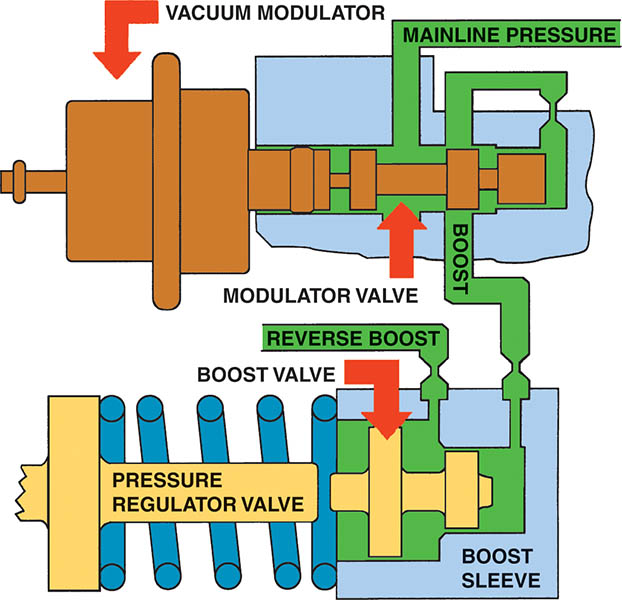 VACUUM MODULATOR
MAINLINE PRESSURE
BOOST
MODULATOR VALVE
REVERSE BOOST
BOOST VALVE
PRESSURE
REGULATOR VALVE
BOOST
SLEEVE